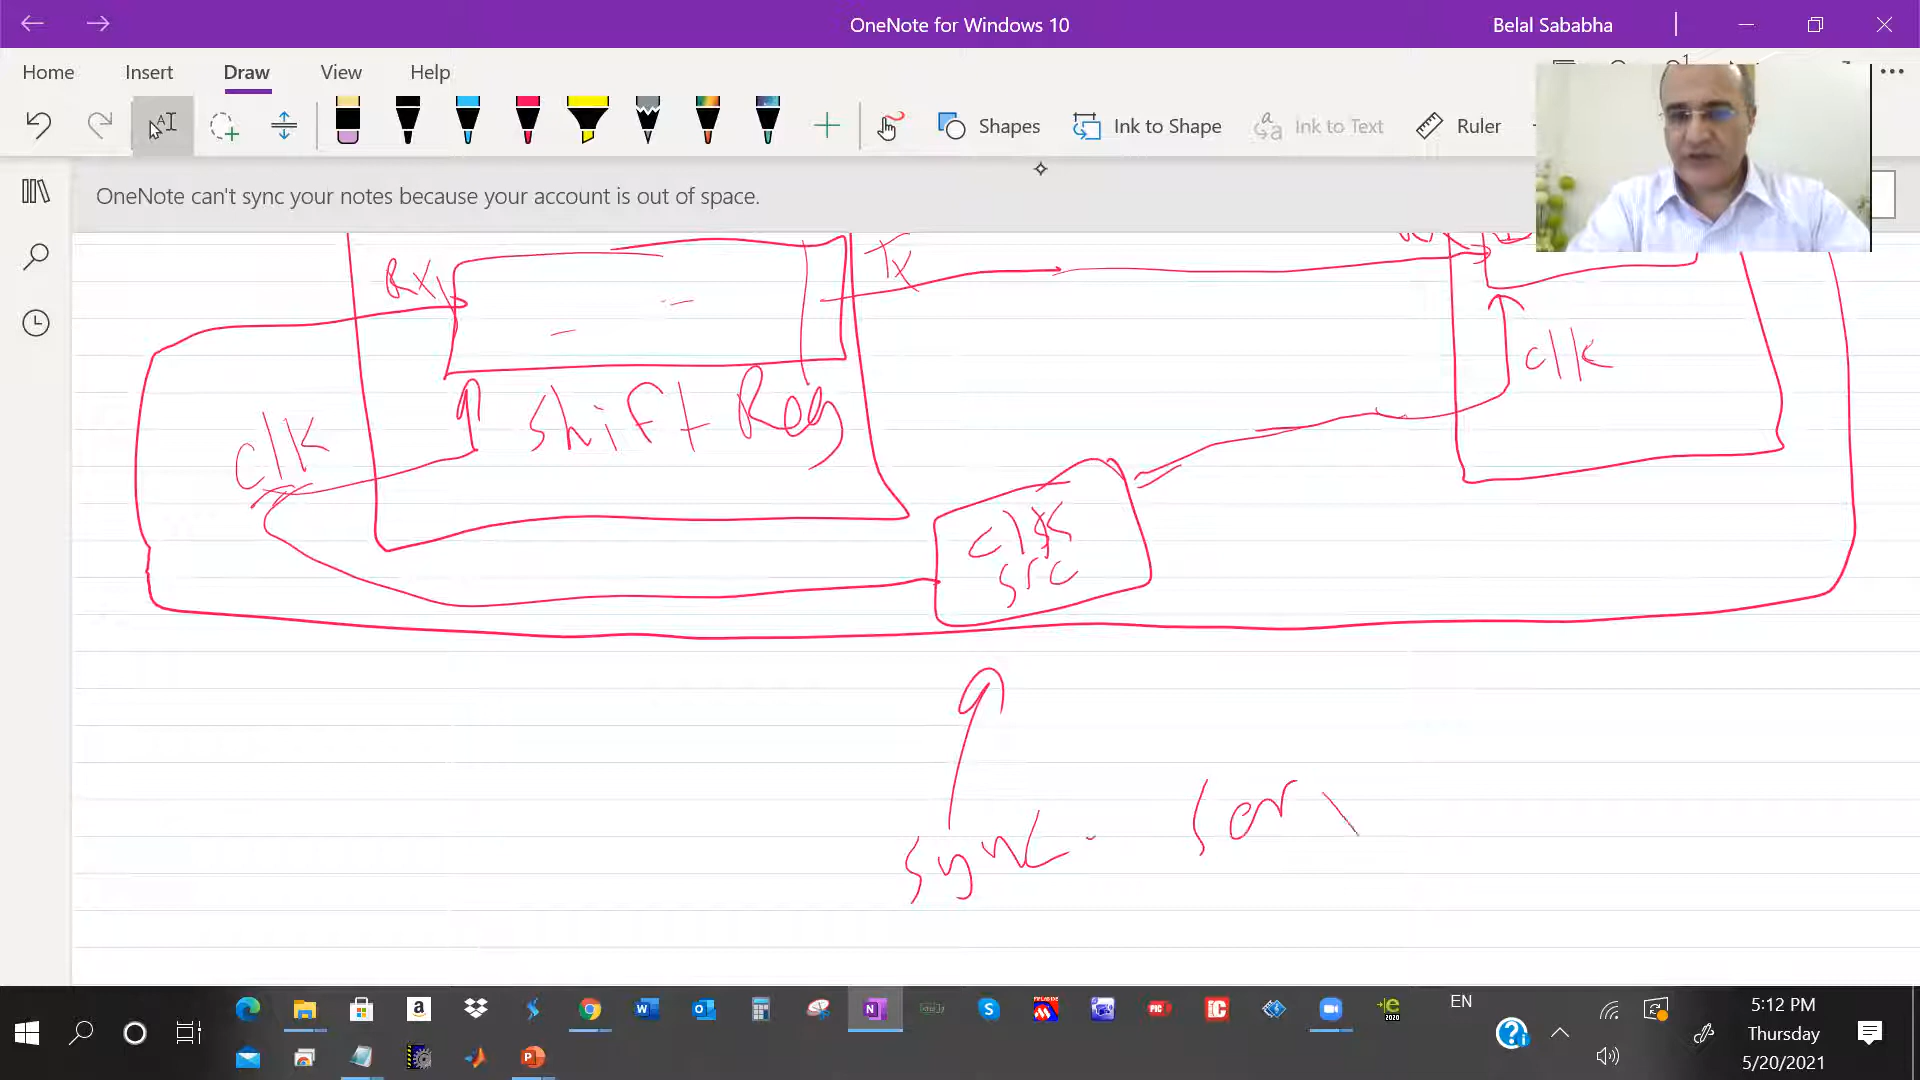 OneNote for Windows 10
Belal Sababha
Home Insert Draw View Help
Shapes Ink to Shape Ink to Text Ruler
OneNote can't sync your notes because your account is out of space.
Rx
Tx
clk
shift Reg
clk
clk
src
sync. ser
EN
5:12 PM
Thursday
5/20/2021